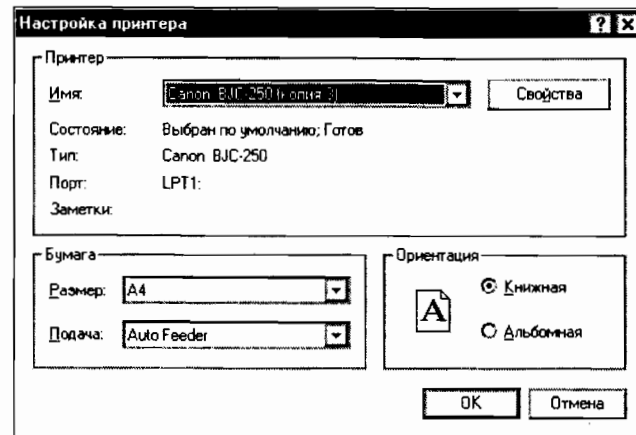 Настройка принтера
Принтер
Имя: Canon BJC-250 (копия 3) Свойства
Состояние: Выбран по умолчанию; Готов
Тип: Canon BJC-250
Порт: LPT1:
Заметки:
Бумага
Размер: A4
Подача: Auto Feeder
Ориентация
A
Книжная
Альбомная
OK Отмена